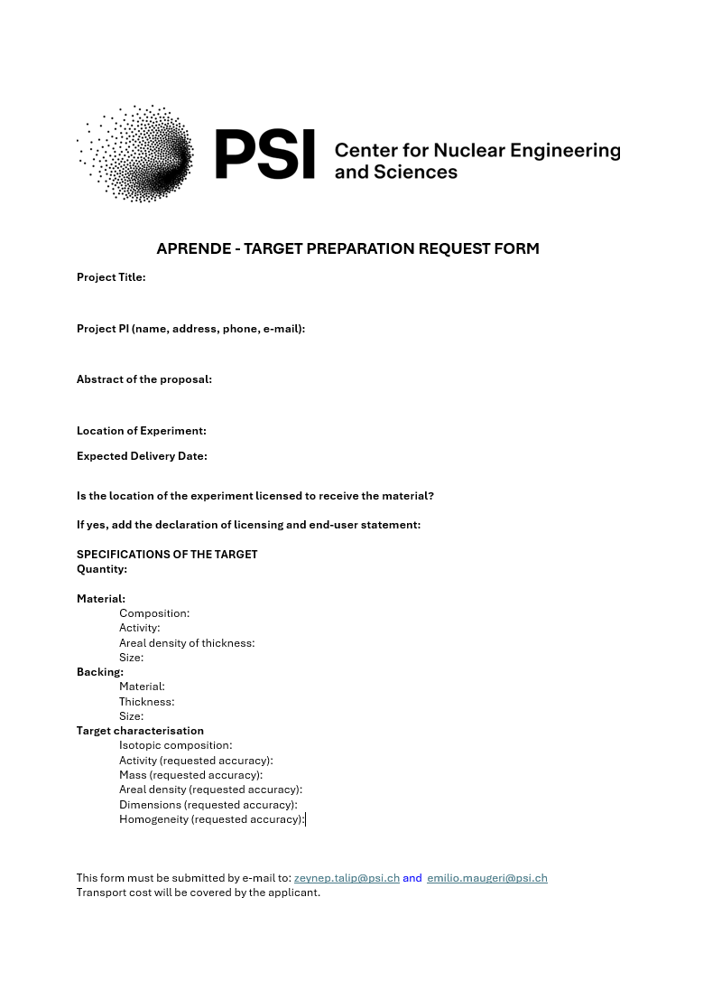 PSI
Center for Nuclear Engineering
and Sciences
APRENDE - TARGET PREPARATION REQUEST FORM
Project Title:
Project PI (name, address, phone, e-mail):
Abstract of the proposal:
Location of Experiment:
Expected Delivery Date:
Is the location of the experiment licensed to receive the material?
If yes, add the declaration of licensing and end-user statement:
SPECIFICATIONS OF THE TARGET
Quantity:
Material:
Composition:
Activity:
Areal density of thickness:
Size:
Backing:
Material:
Thickness:
Size:
Target characterisation
Isotopic composition:
Activity (requested accuracy):
Mass (requested accuracy):
Areal density (requested accuracy):
Dimensions (requested accuracy):
Homogeneity (requested accuracy):
This form must be submitted by e-mail to: zeynep.talip@psi.ch and emilio.maugeri@psi.ch
Transport cost will be covered by the applicant.